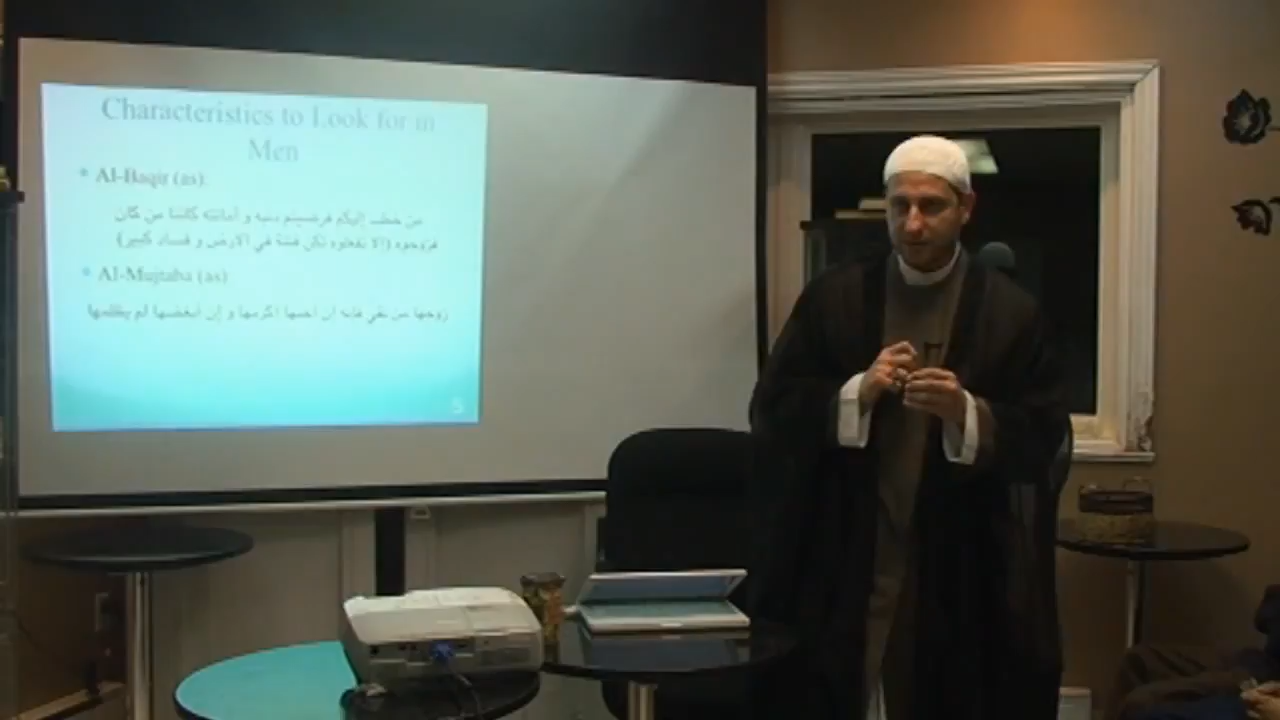 Characteristics to Look for in
Men
Al-Baqir (as):
من خطب إليكم فرضيتم دينه و أمانته كائنا من كان
فزوجوه (إلا تفعلوه تكن فتنة في الارض و فساد كبير)
Al-Mujtaba (as)
زوجها من تقي فانه ان احبها اكرمها و إن أبغضها لم يظلمها
5